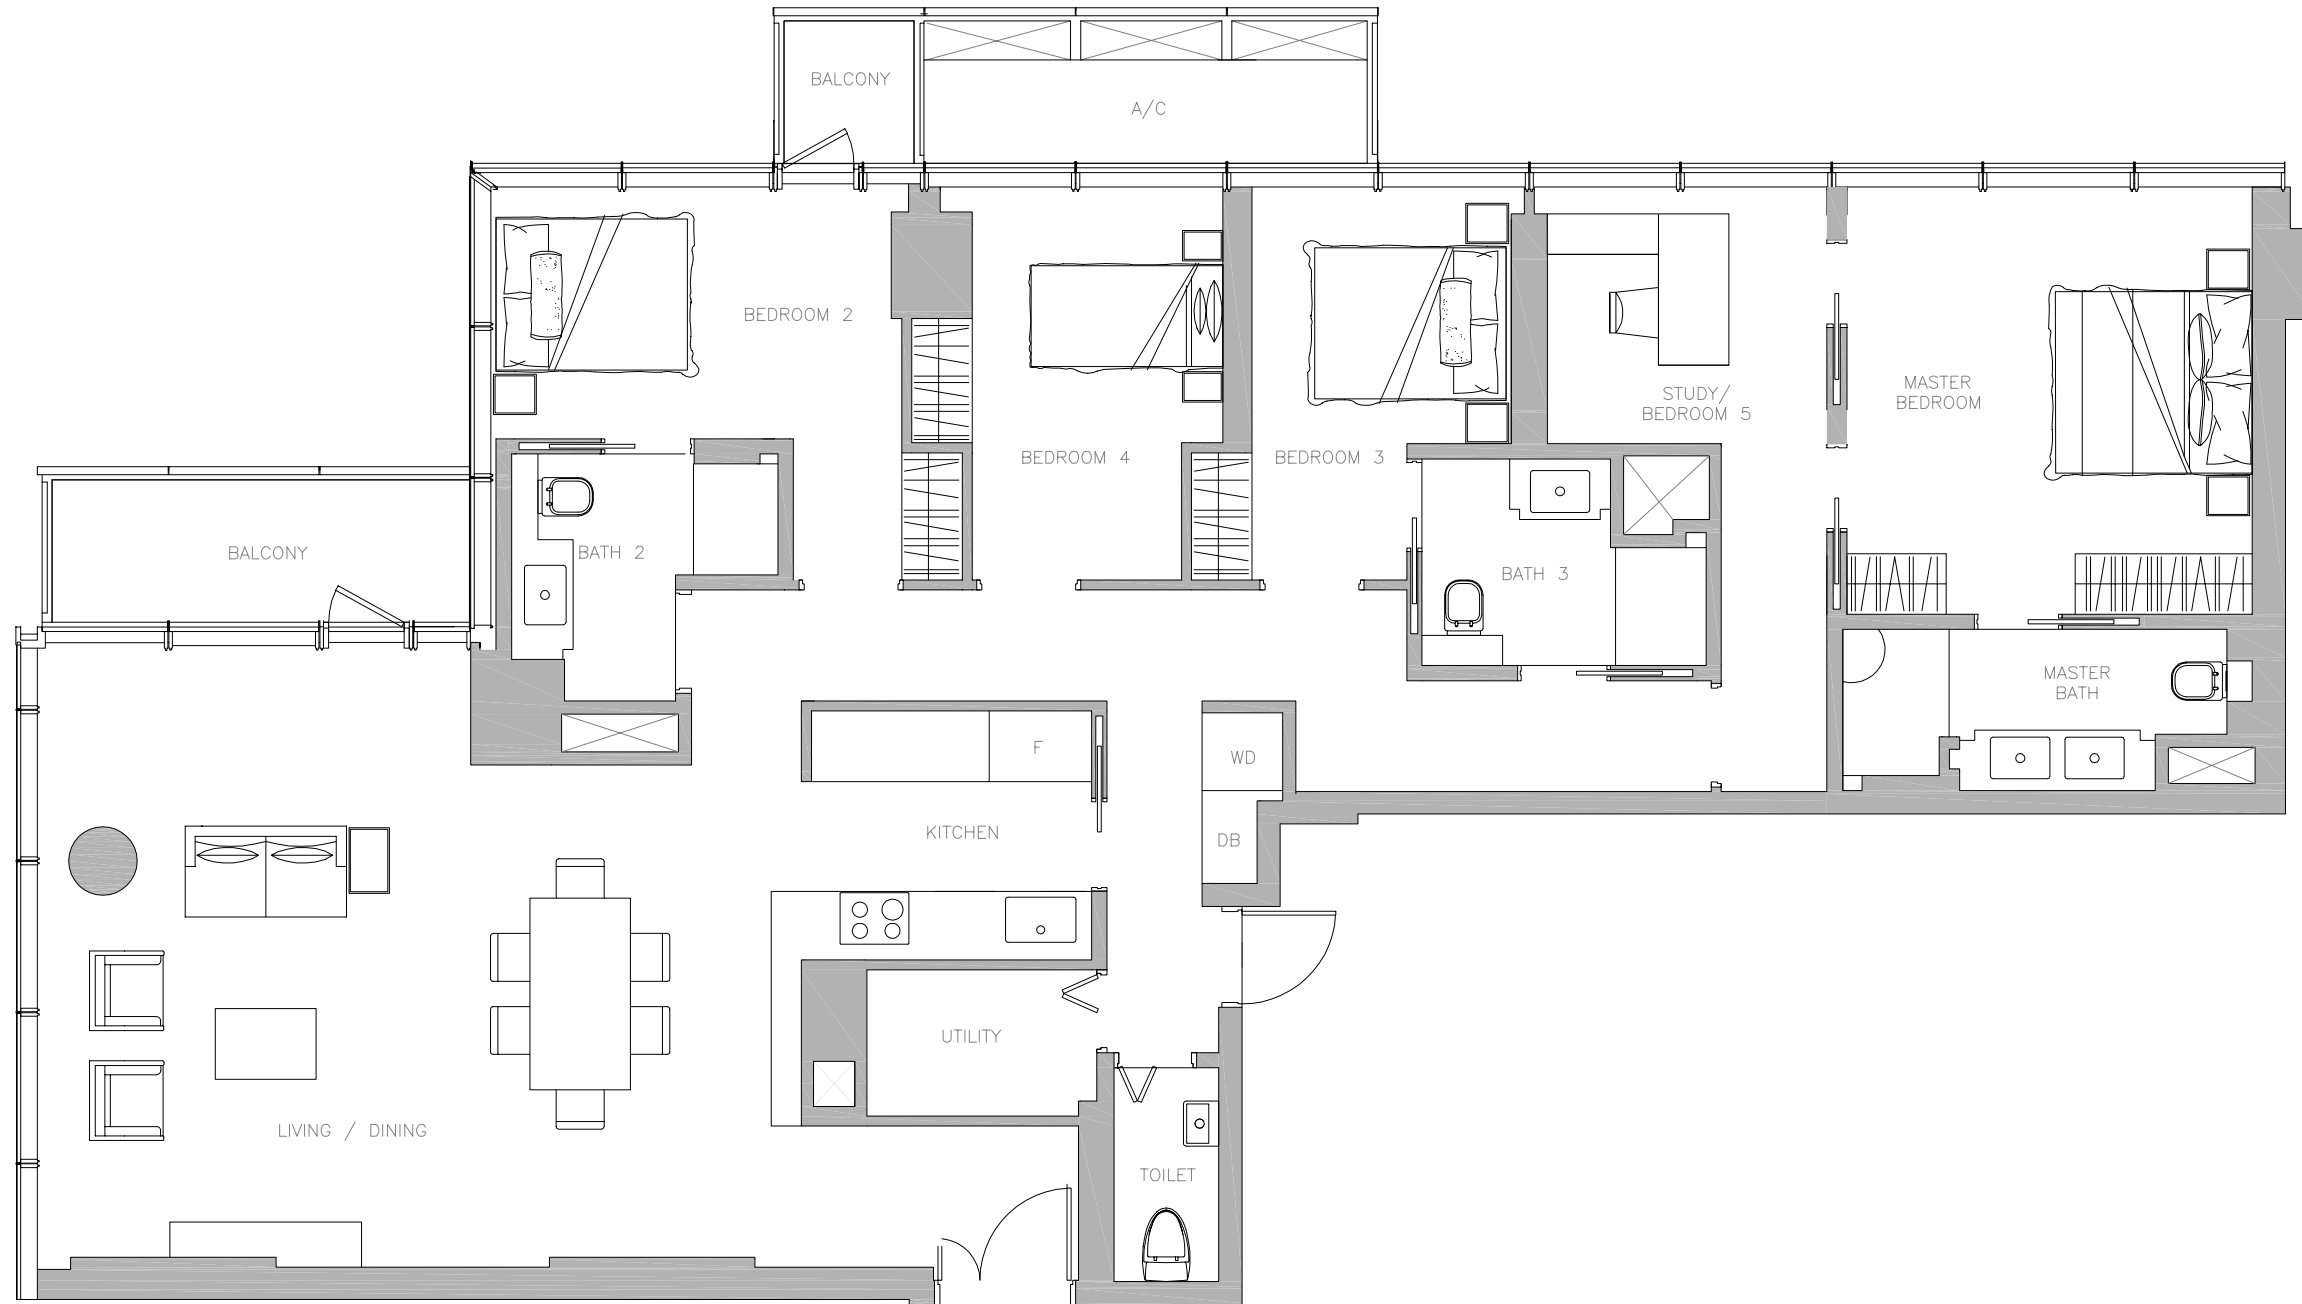 BALCONY
A/C
BEDROOM 2
STUDY/
BEDROOM 5
MASTER
BEDROOM
BEDROOM 4
BEDROOM 3
BALCONY
BATH 2
BATH 3
MASTER
BATH
F
WD
KITCHEN
DB
UTILITY
LIVING / DINING
TOILET